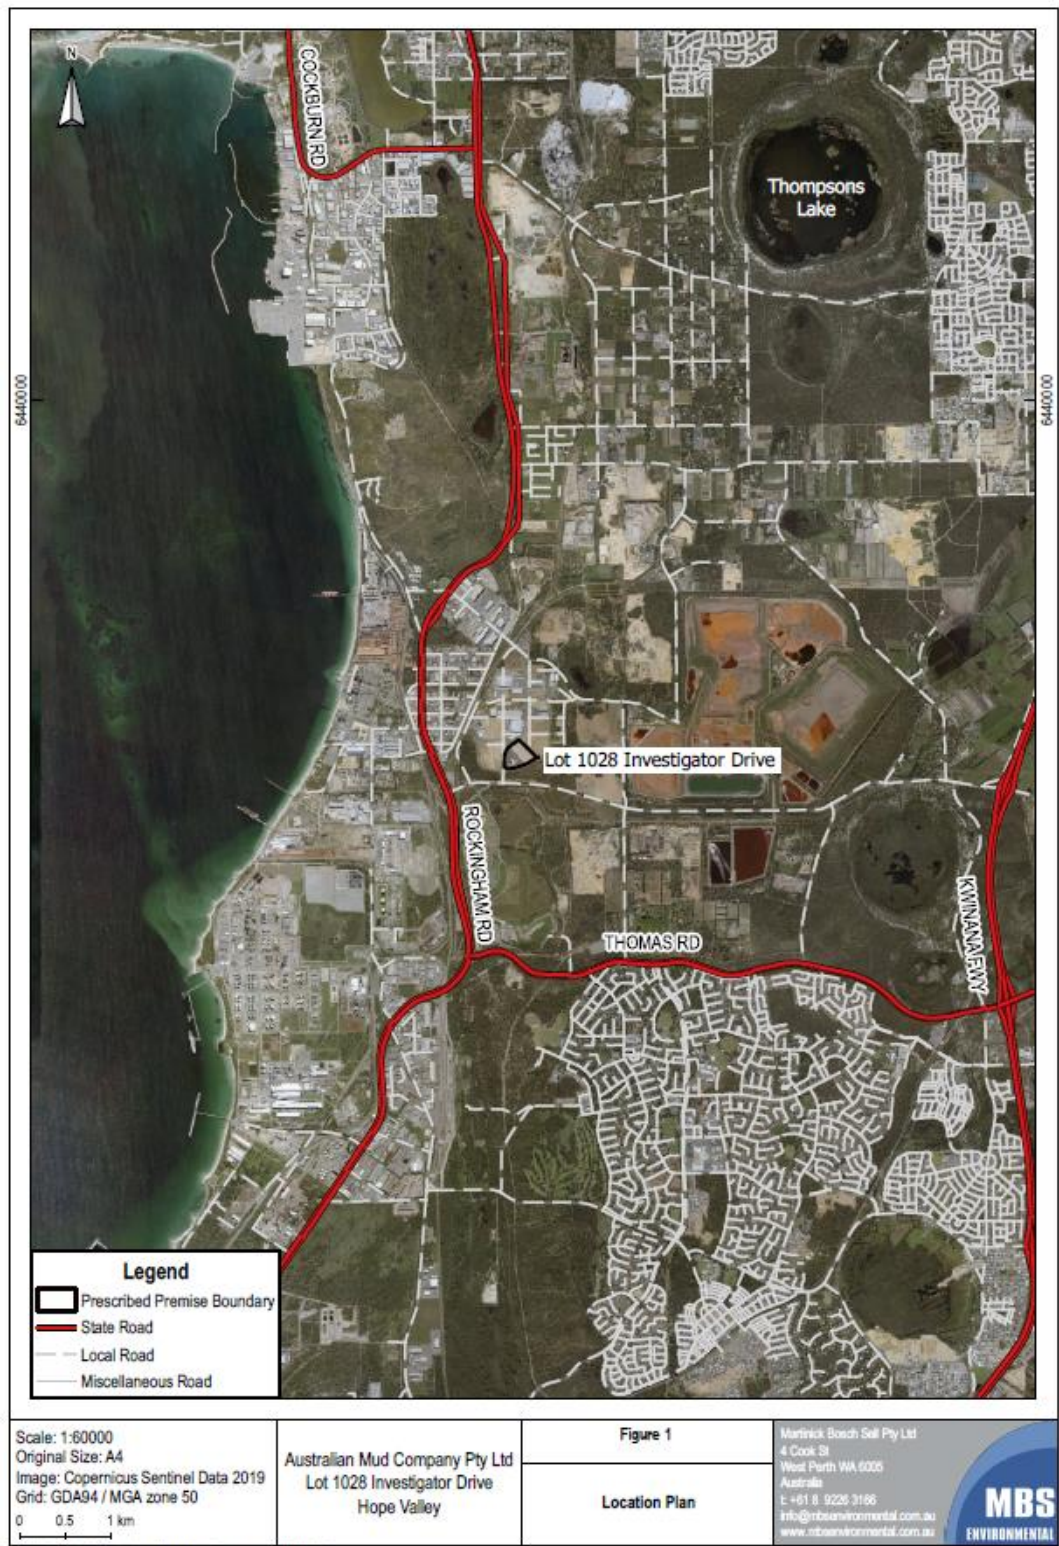 N
COCKBURN RD
Thompsons
Lake
6440000
6440000
Lot 1028 Investigator Drive
ROCKINGHAM RD
THOMAS RD
KWINANA FWY
Legend
Prescribed Premise Boundary
State Road
Local Road
Miscellaneous Road
Scale: 1:60000
Original Size: A4
Image: Copernicus Sentinel Data 2019
Grid: GDA94 / MGA zone 50
0 0.5 1 km
Australian Mud Company Pty Ltd
Lot 1028 Investigator Drive
Hope Valley
Figure 1
Location Plan
Martinick Bosch Sell Pty Ltd
4 Cook St
West Perth WA 6005
Australia
t: +61 8 9226 3166
info@mbsenvironmental.com.au
www.mbsenvironmental.com.au
MBS
ENVIRONMENTAL